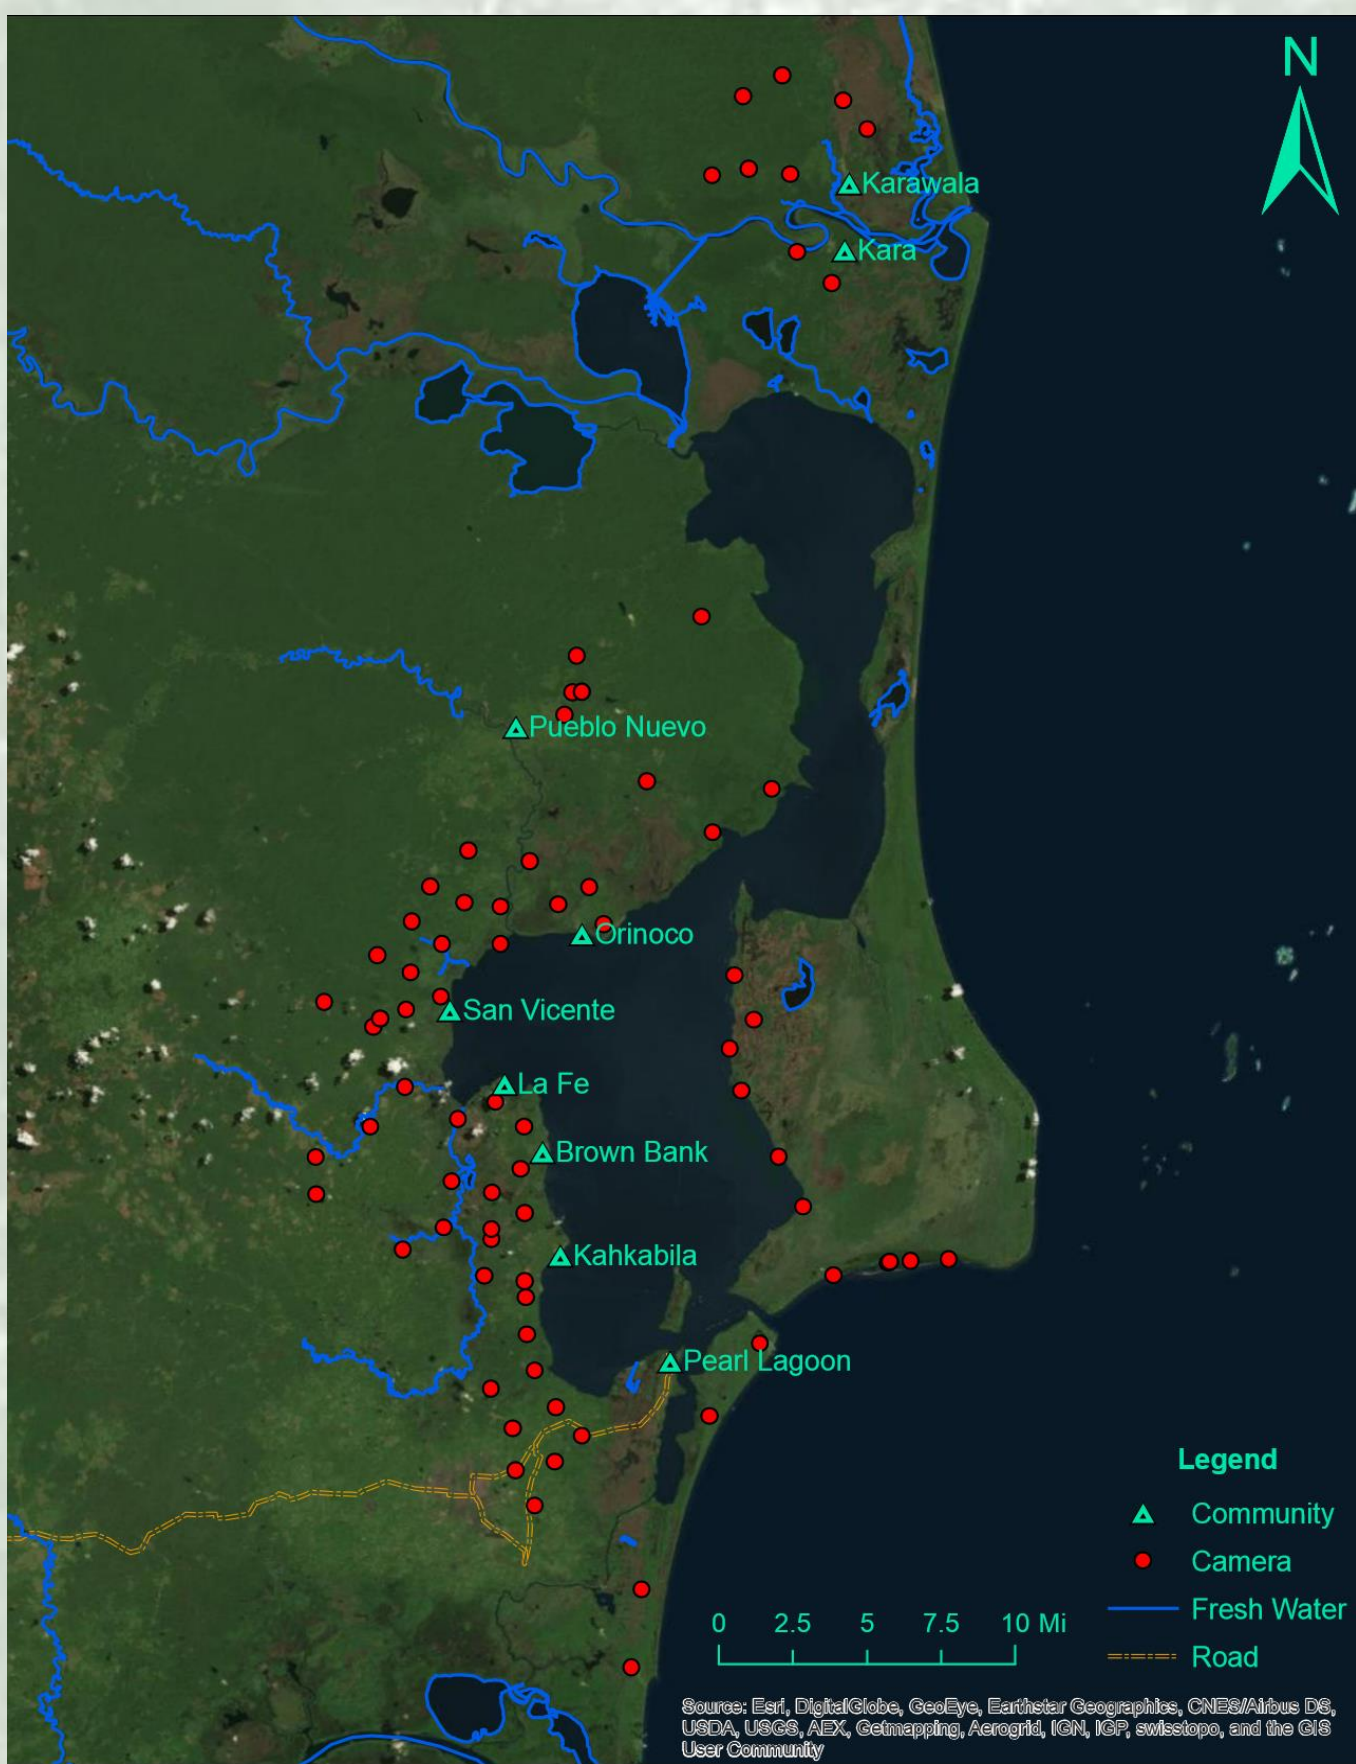 N
Karawala
Kara
Pueblo Nuevo
Orinoco
San Vicente
La Fe
Brown Bank
Kahkabila
Pearl Lagoon
Legend
Community
Camera
Fresh Water
Road
0 2.5 5 7.5 10 Mi
Source: Esri, DigitalGlobe, GeoEye, Earthstar Geographics, CNES/Airbus DS,
USDA, USGS, AEX, Getmapping, Aerogrid, IGN, IGP, swisstopo, and the GIS
User Community